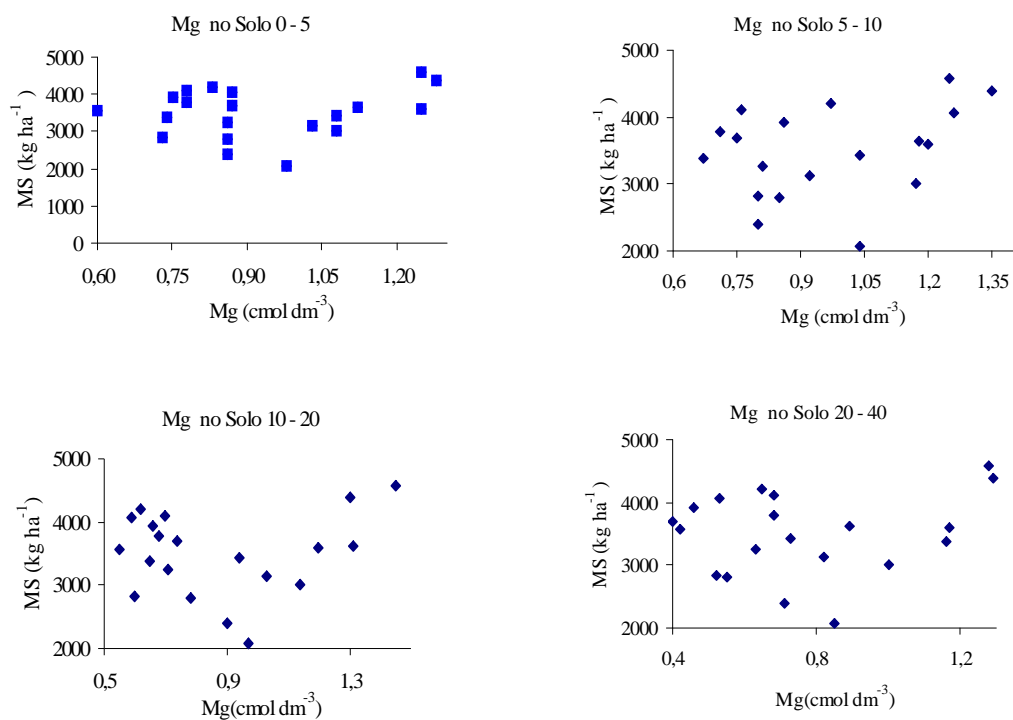 Mg no Solo 0 - 5
5000
4000
3000
2000
1000
0
MS (kg ha⁻¹)
0,60 0,75 0,90 1,05 1,20
Mg (cmol dm⁻³)
Mg no Solo 5 - 10
5000
4000
3000
2000
MS ( kg ha⁻¹)
0,6 0,75 0,9 1,05 1,2 1,35
Mg (cmol dm⁻³)
Mg no Solo 10 - 20
5000
4000
3000
2000
MS (kg ha⁻¹)
0,5 0,9 1,3
Mg(cmol dm⁻³)
Mg no Solo 20 - 40
5000
4000
3000
2000
MS (kg ha⁻¹)
0,4 0,8 1,2
Mg(cmol dm⁻³)